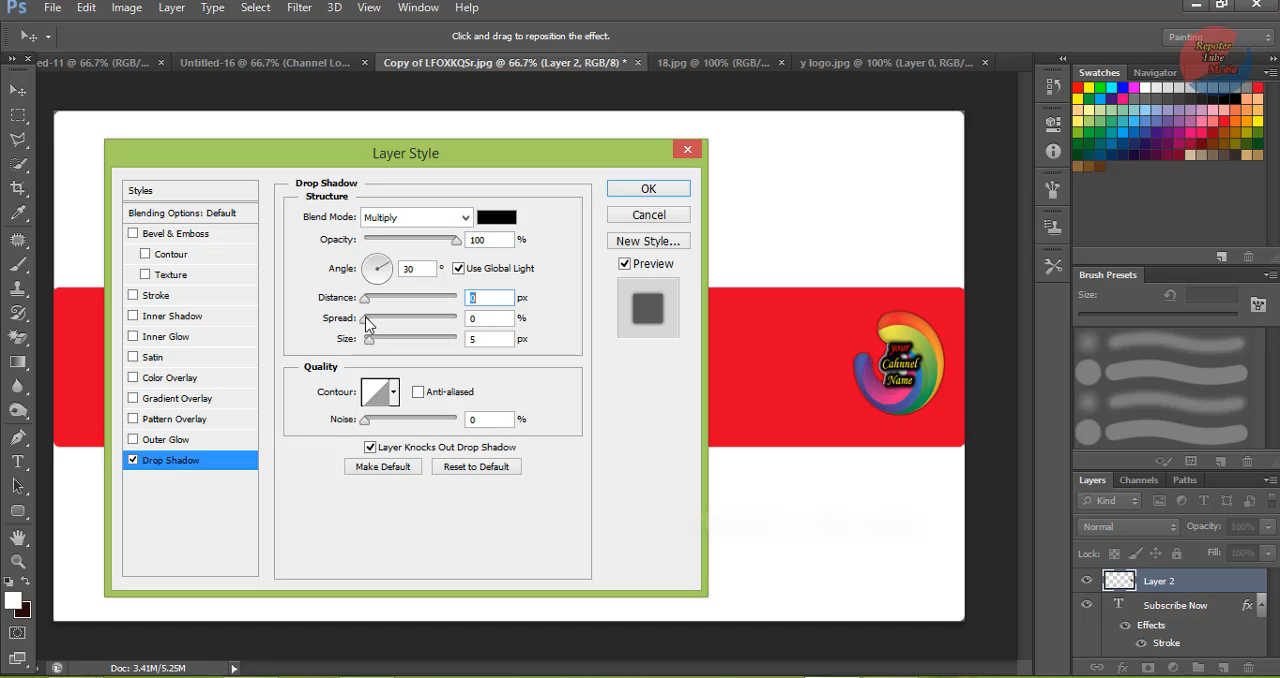 Ps File Edit Image Layer Type Select Filter 3D View Window Help
Click and drag to reposition the effect.
Painting
Repoter
Tube
Media
ed-11 @ 66.7% (RGB/... × Untitled-16 @ 66.7% (Channel Lo... × Copy of LFOXKQSr.jpg @ 66.7% (Layer 2, RGB/8) * × 18.jpg @ 100% (RGB/... × y logo.jpg @ 100% (Layer 0, RGB/... ×
Swatches Navigator
Layer Style
Styles
Blending Options: Default
Bevel & Emboss
Contour
Texture
Stroke
Inner Shadow
Inner Glow
Satin
Color Overlay
Gradient Overlay
Pattern Overlay
Outer Glow
Drop Shadow
Drop Shadow
Structure
Blend Mode: Multiply
Opacity: 100 %
Angle: 30 ° Use Global Light
Distance: 0 px
Spread: 0 %
Size: 5 px
Quality
Contour: Anti-aliased
Noise: 0 %
Layer Knocks Out Drop Shadow
Make Default Reset to Default
OK
Cancel
New Style...
Preview
your
Cahnnel
Name
Brush Presets
Size:
Layers Channels Paths
Kind
Normal Opacity: 100%
Lock: Fill: 100%
Layer 2
T Subscribe Now fx
Effects
Stroke
Doc: 3.41M/5.25M